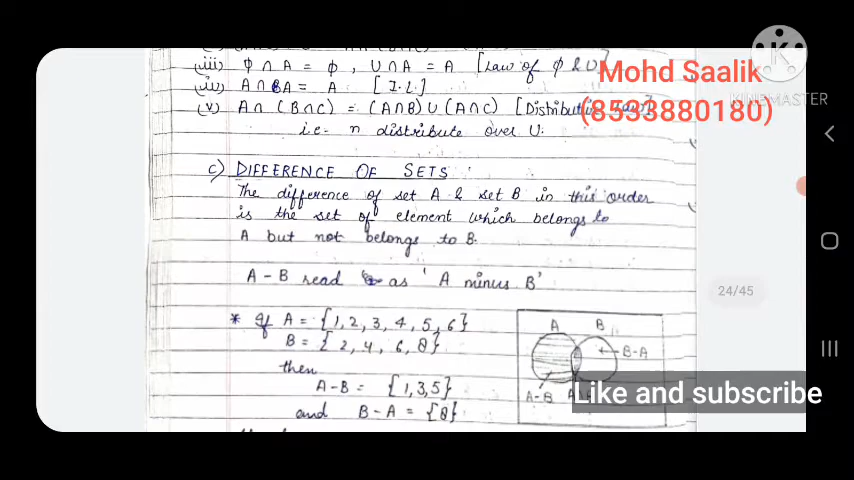 (iii) Φ ∩ A = Φ , U ∩ A = A [Law of Φ & U]
(iv) A ∩ A = A [I.L.]
(v) A ∩ (B ∩ C) = (A ∩ B) ∪ (A ∩ C) [Distributive Law]
i.e- ∩ distribute over U.
Mohd Saalik
(8533880180)
KINEMASTER
C) DIFFERENCE OF SETS
The difference of set A & set B in this order
is the set of element which belongs to
A but not belongs to B.
A - B read as 'A minus B'
24/45
* If A = {1, 2, 3, 4, 5, 6}
B = {2, 4, 6, 8}
then
A-B = {1, 3, 5}
and B-A = {8}
A B
B-A
A-B
Like and subscribe